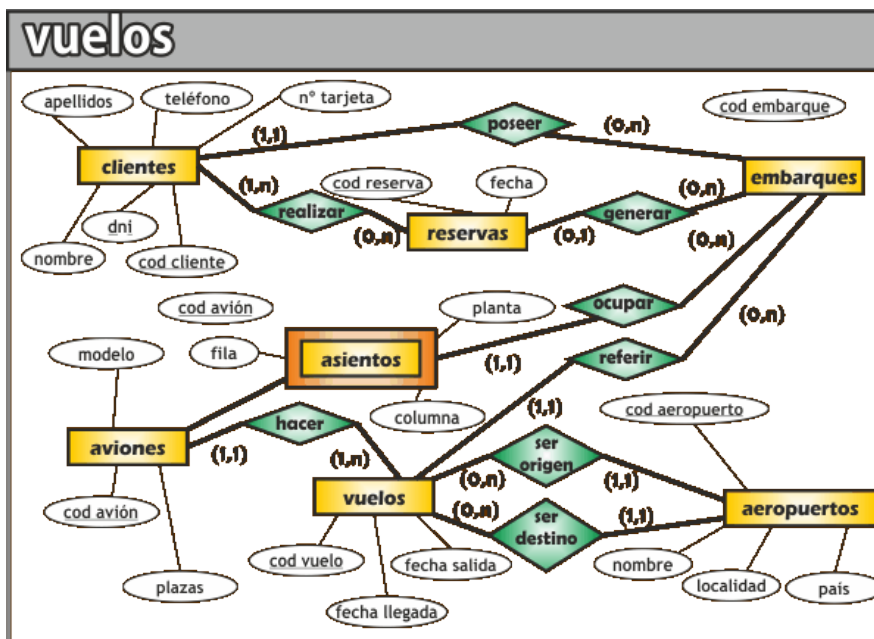 vuelos
apellidos
teléfono
nº tarjeta
cod embarque
poseer
(1,1)
(0,n)
clientes
embarques
(1,n)
cod reserva
fecha
(0,n)
realizar
generar
dni
(0,n)
reservas
(0,1)
(0,n)
nombre
cod cliente
cod avión
planta
ocupar
modelo
fila
asientos
(0,n)
referir
(1,1)
columna
cod aeropuerto
hacer
(1,1)
aviones
(1,1)
(1,n)
ser
origen
(0,n)
(1,1)
vuelos
(0,n)
aeropuertos
cod avión
ser
destino
(1,1)
cod vuelo
fecha salida
nombre
localidad
país
plazas
fecha llegada